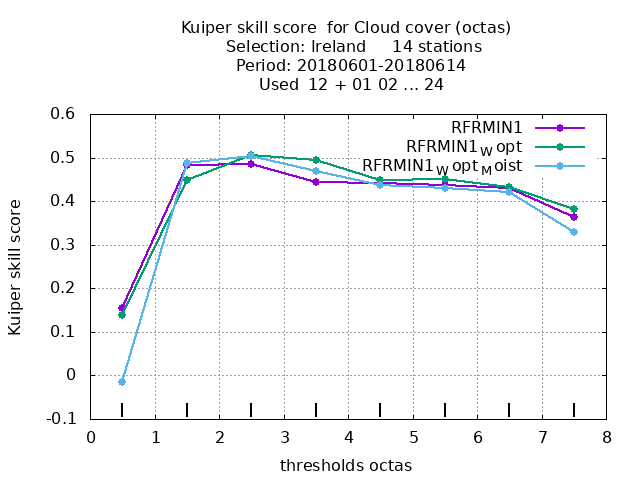 Kuiper skill score for Cloud cover (octas)
Selection: Ireland 14 stations
Period: 20180601-20180614
Used 12 + 01 02 ... 24
RFRMIN1
RFRMIN1W opt
RFRMIN1W optMoist
0.6
0.5
0.4
0.3
0.2
0.1
0
-0.1
Kuiper skill score
0 1 2 3 4 5 6 7 8
thresholds octas